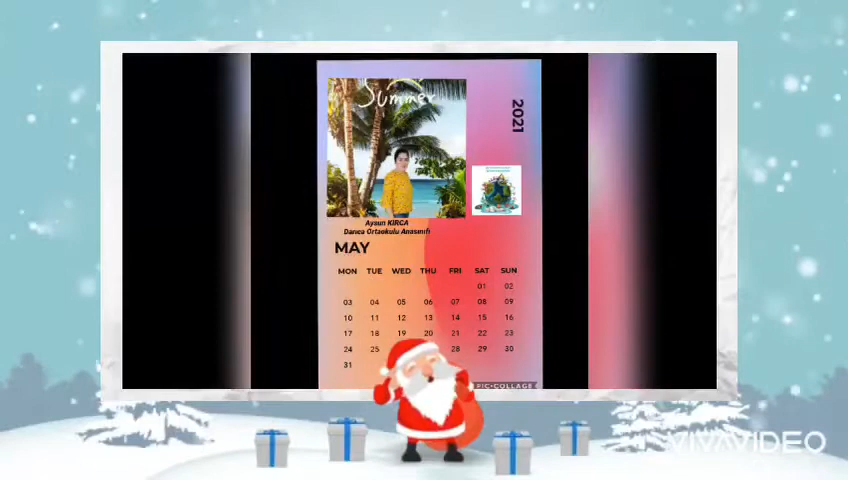 Summer
2021
Aysun KIRCA
Darıca Ortaokulu Anasınıfı
MAY
MON TUE WED THU FRI SAT SUN
01 02
03 04 05 06 07 08 09
10 11 12 13 14 15 16
17 18 19 20 21 22 23
24 25 28 29 30
31
PIC•COLLAGE
VIVAVIDEO